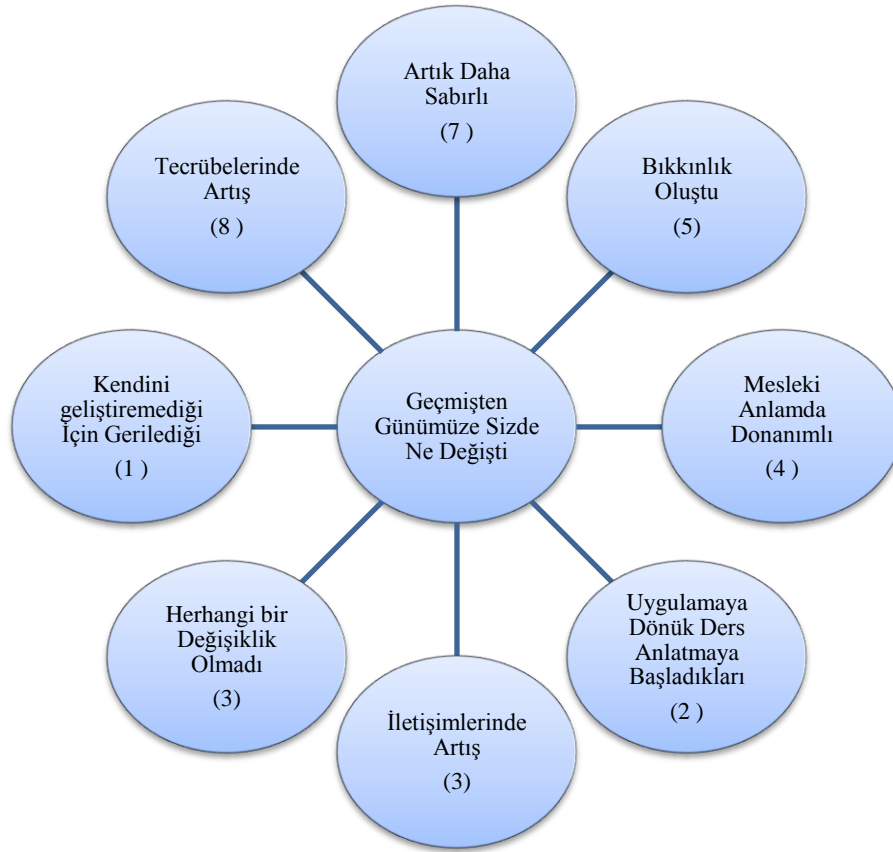 Artık Daha
Sabırlı
(7 )
Tecrübelerinde
Artış
(8 )
Bıkkınlık
Oluştu
(5)
Kendini
geliştiremediği
İçin Gerilediği
(1 )
Geçmişten
Günümüze Sizde
Ne Değişti
Mesleki
Anlamda
Donanımlı
(4 )
Herhangi bir
Değişiklik
Olmadı
(3)
Uygulamaya
Dönük Ders
Anlatmaya
Başladıkları
(2 )
İletişimlerinde
Artış
(3)